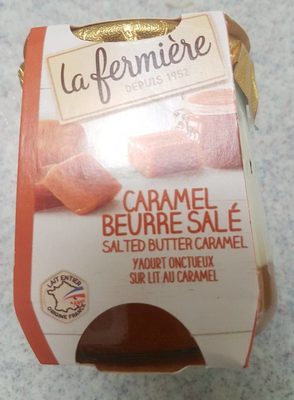 la fermière
DEPUIS 1952
CARAMEL
BEURRE SALÉ
SALTED BUTTER CARAMEL
YAOURT ONCTUEUX
SUR LIT AU CARAMEL
LAIT ENTIER
ORIGINE FRANCE